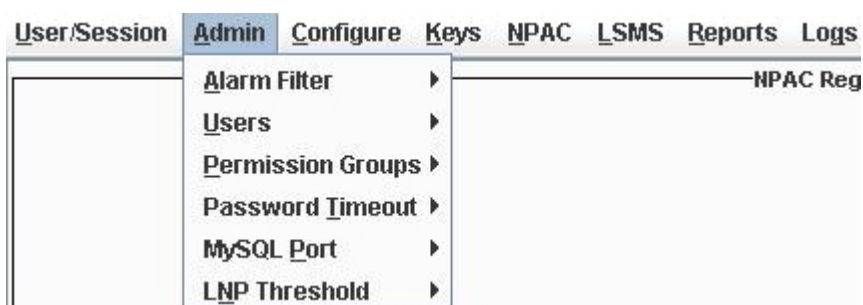 User/Session Admin Configure Keys NPAC LSMS Reports Logs
Alarm Filter
NPAC Reg
Users
Permission Groups
Password Timeout
MySQL Port
LNP Threshold